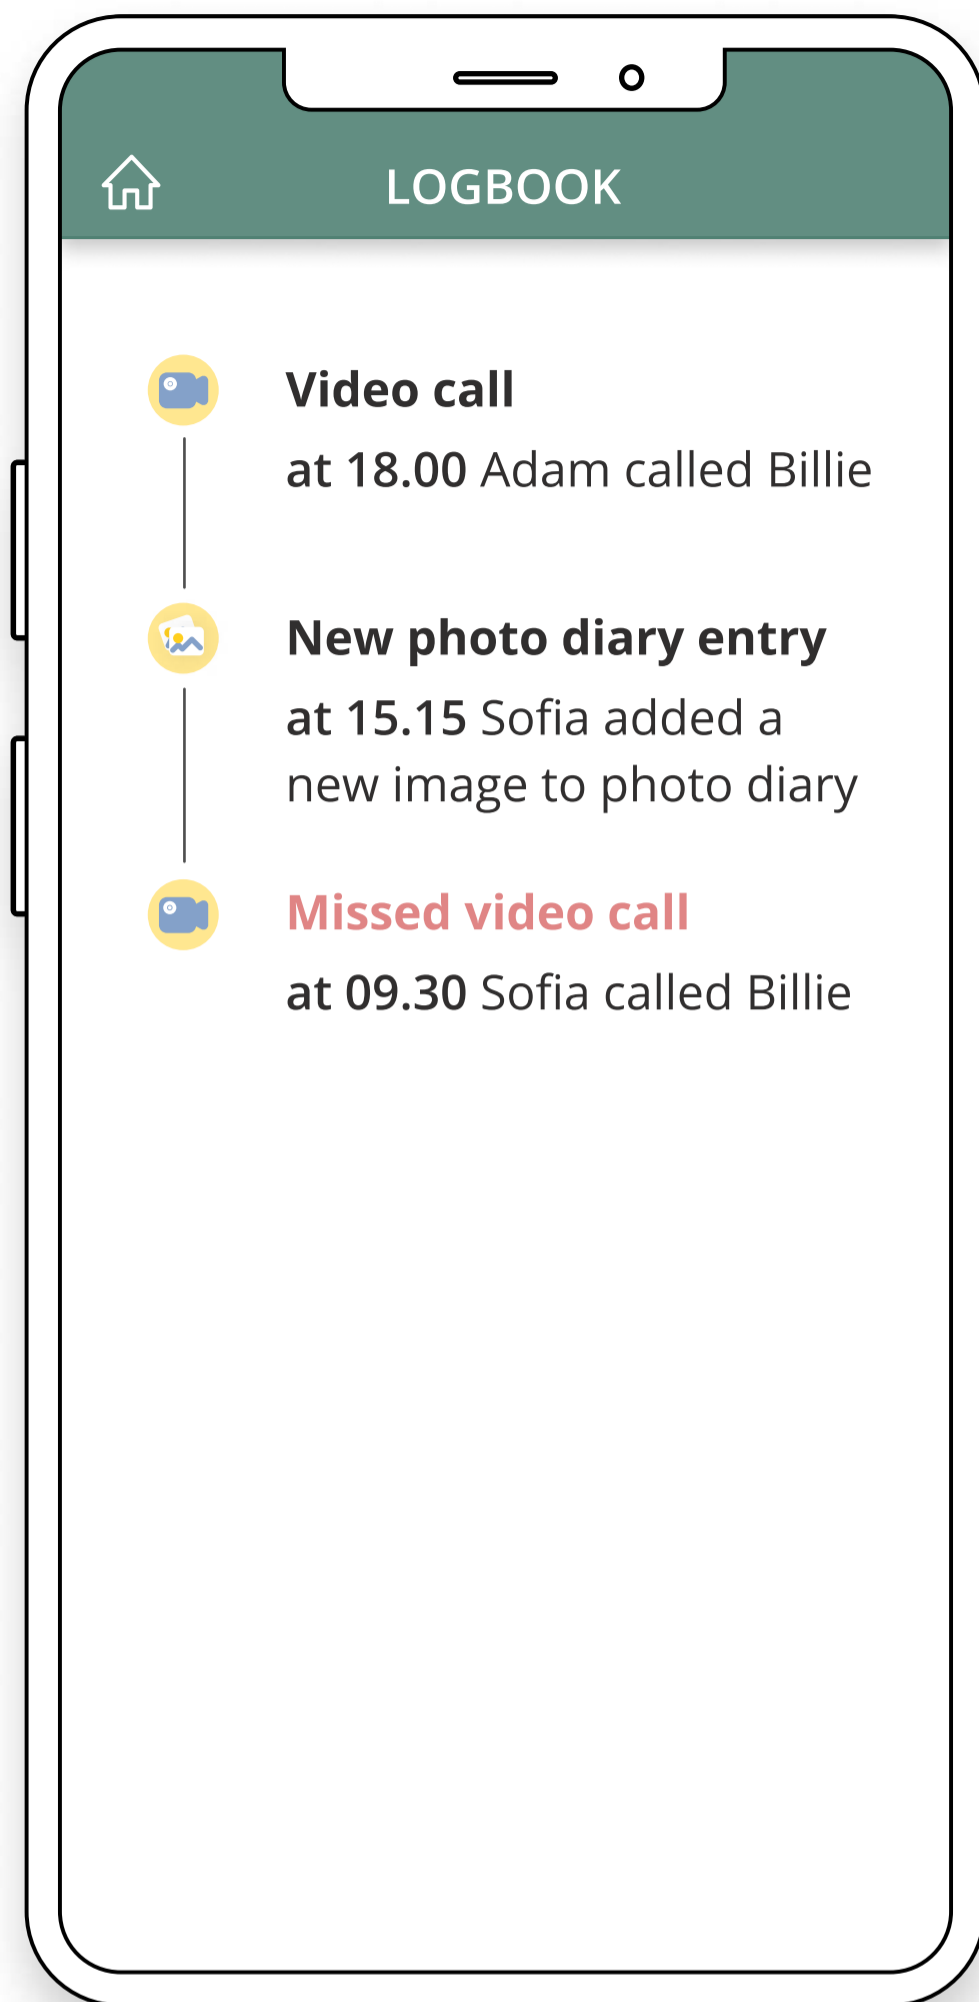 LOGBOOK
Video call
at 18.00 Adam called Billie
New photo diary entry
at 15.15 Sofia added a
new image to photo diary
Missed video call
at 09.30 Sofia called Billie